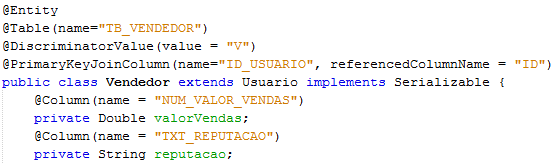 @Entity
@Table(name="TB_VENDEDOR")
@DiscriminatorValue(value = "V")
@PrimaryKeyJoinColumn(name="ID_USUARIO", referencedColumnName = "ID")
public class Vendedor extends Usuario implements Serializable {
    @Column(name = "NUM_VALOR_VENDAS")
    private Double valorVendas;
    @Column(name = "TXT_REPUTACAO")
    private String reputacao;